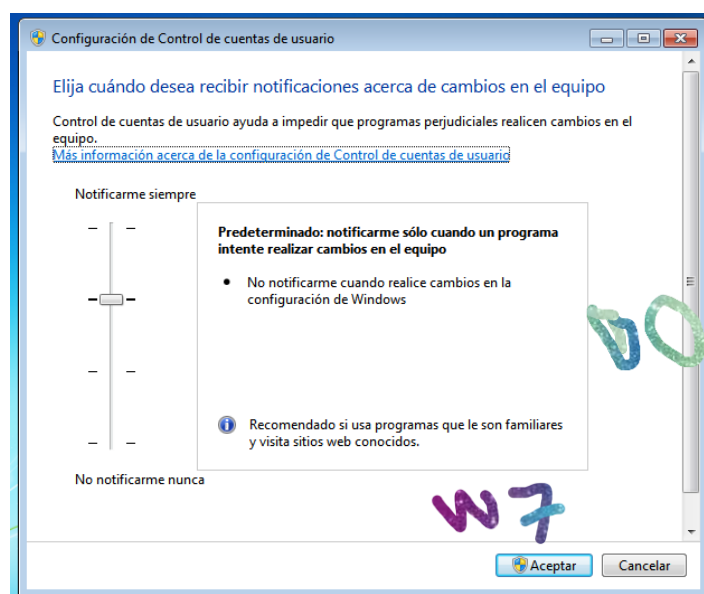 Configuración de Control de cuentas de usuario
Elija cuándo desea recibir notificaciones acerca de cambios en el equipo
Control de cuentas de usuario ayuda a impedir que programas perjudiciales realicen cambios en el
equipo.
Más información acerca de la configuración de Control de cuentas de usuario
Notificarme siempre
Predeterminado: notificarme sólo cuando un programa
intente realizar cambios en el equipo
No notificarme cuando realice cambios en la
configuración de Windows
Recomendado si usa programas que le son familiares
y visita sitios web conocidos.
No notificarme nunca
W7
Aceptar Cancelar